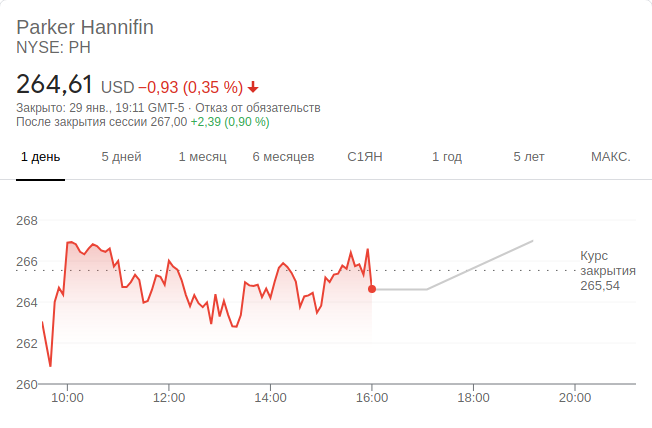 Parker Hannifin
NYSE: PH
264,61 USD −0,93 (0,35 %)
Закрыто: 29 янв., 19:11 GMT-5 · Отказ от обязательств
После закрытия сессии 267,00 +2,39 (0,90 %)
1 день 5 дней 1 месяц 6 месяцев С1ЯН 1 год 5 лет МАКС.
268
266
264
262
260
Курс
закрытия
265,54
10:00 12:00 14:00 16:00 18:00 20:00